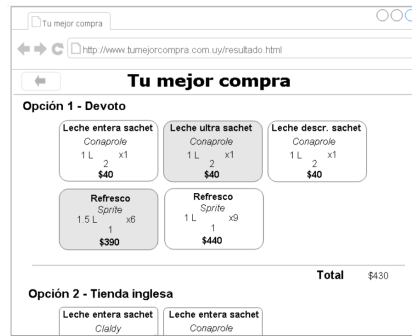 Tu mejor compra
http://www.tumejorcompra.com.uy/resultado.html
Tu mejor compra
Opción 1 - Devoto
Leche entera sachet Leche ultra sachet Leche descr. sachet
Conaprole Conaprole Conaprole
1 L x1 1 L x1 1 L x1
2 2 2
$40 $40 $40
Refresco Refresco
Sprite Sprite
1.5 L x6 1 L x9
1 1
$390 $440
Total $430
Opción 2 - Tienda inglesa
Leche entera sachet Leche entera sachet
Claldy Conaprole